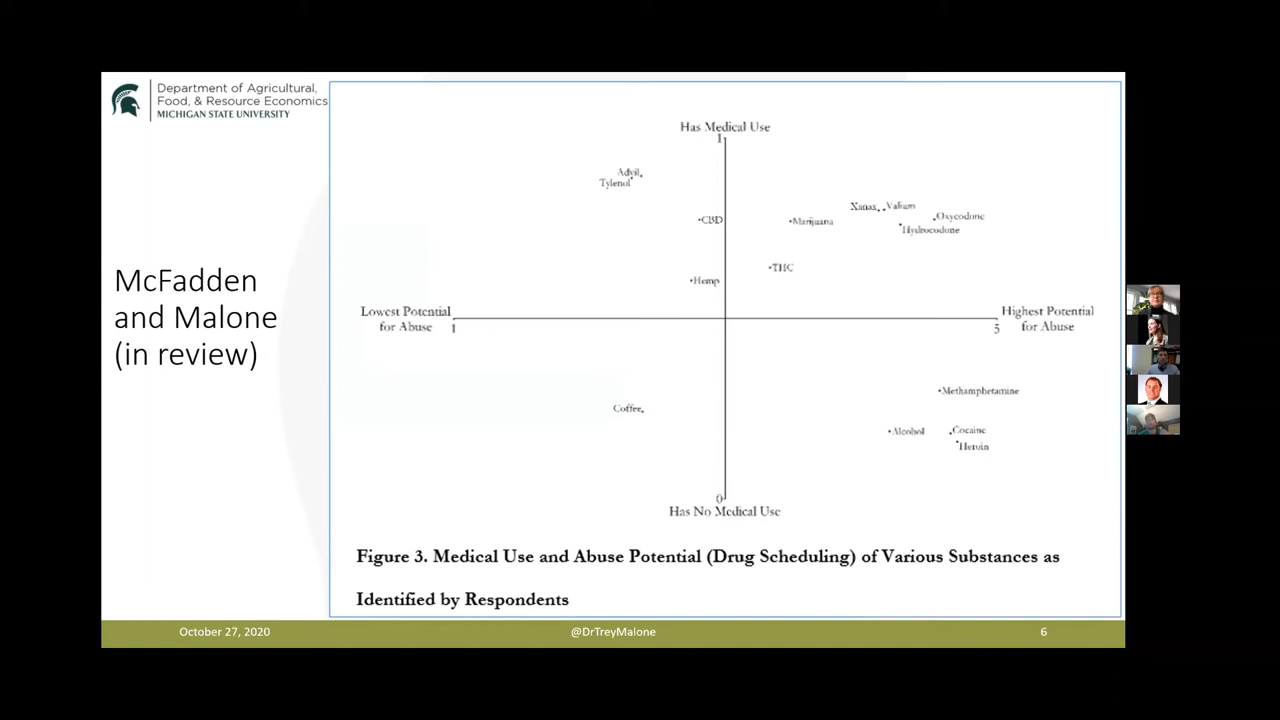 Department of Agricultural,
Food, & Resource Economics
MICHIGAN STATE UNIVERSITY
McFadden
and Malone
(in review)
Has Medical Use
1
Advil
Tylenol
CBD
Marijuana
Xanax
Valium
Oxycodone
Hydrocodone
THC
Hemp
Lowest Potential
for Abuse
1
Highest Potential
for Abuse
5
Methamphetamine
Coffee
Alcohol
Cocaine
Heroin
0
Has No Medical Use
Figure 3. Medical Use and Abuse Potential (Drug Scheduling) of Various Substances as
Identified by Respondents
October 27, 2020
@DrTreyMalone
6